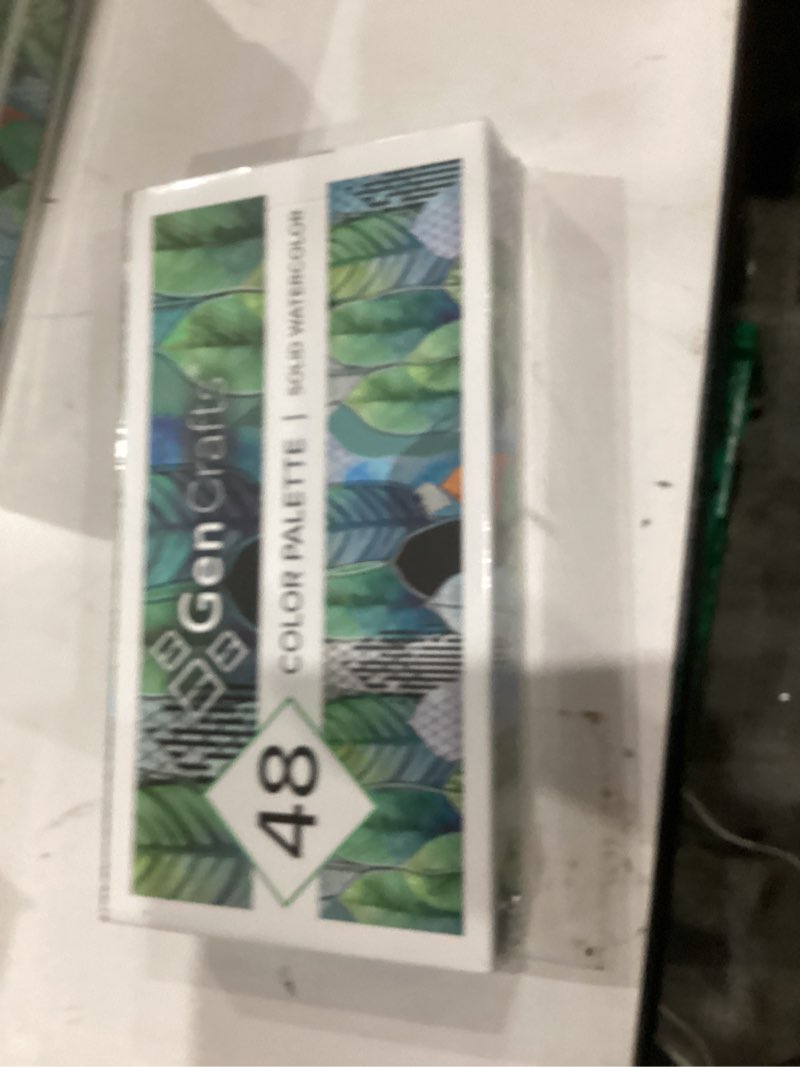 GenCrafts
COLOR PALETTE | SOLID WATERCOLOR
48